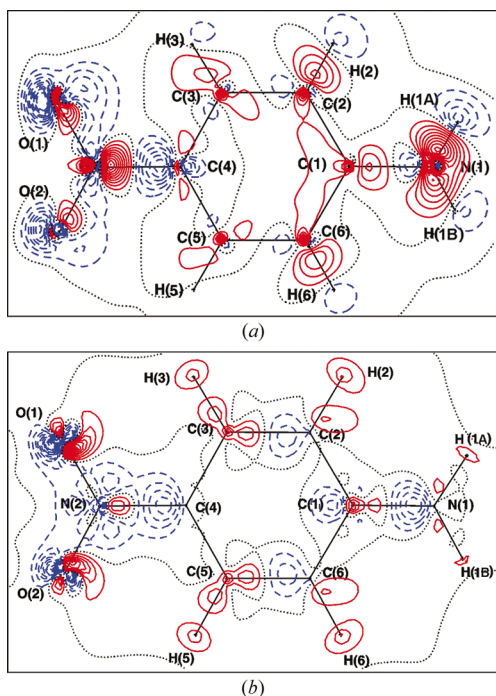 H(3)
H(2)
C(3)
C(2)
H(1A)
O(1)
C(4)
C(1)
N(1)
O(2)
C(5)
C(6)
H(1B)
H(5)
H(6)
(a)
H(3)
H(2)
O(1)
C(3)
C(2)
H(1A)
N(2)
C(4)
C(1)
N(1)
C(5)
C(6)
O(2)
H(1B)
H(5)
H(6)
(b)